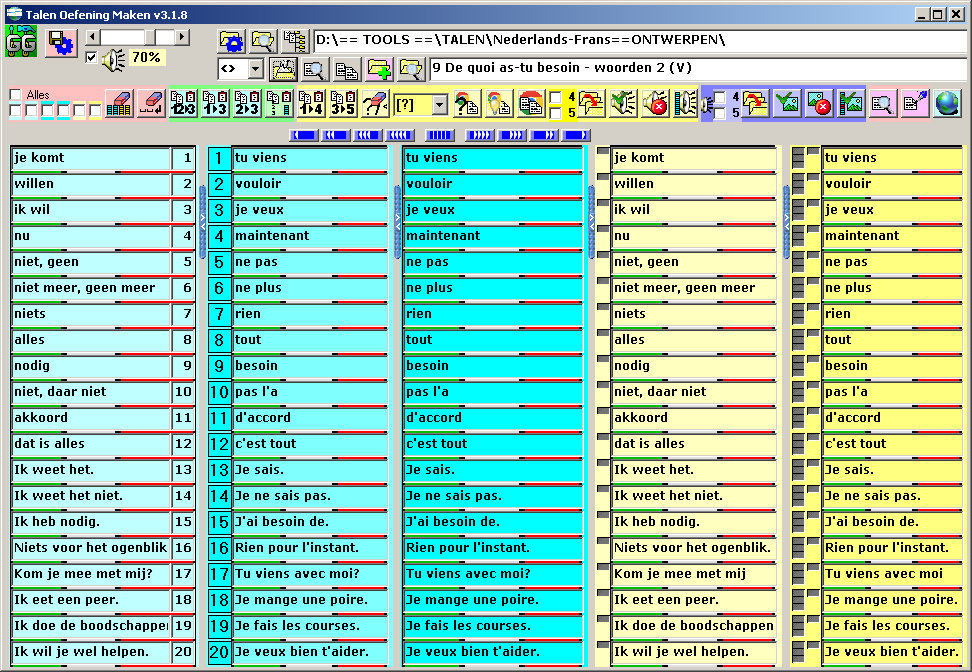 Talen Oefening Maken v3.1.8
GG
70%
D:\== TOOLS ==\TALEN\Nederlands-Frans==ONTWERPEN\
<>
9 De quoi as-tu besoin - woorden 2 (V)
Alles
1 2 3
1 3
2 3
1 4
3 5
[?]
4
5
4
5
je komt 1 1 tu viens tu viens je komt tu viens
willen 2 2 vouloir vouloir willen vouloir
ik wil 3 3 je veux je veux ik wil je veux
nu 4 4 maintenant maintenant nu maintenant
niet, geen 5 5 ne pas ne pas niet, geen ne pas
niet meer, geen meer 6 6 ne plus ne plus niet meer, geen meer ne plus
niets 7 7 rien rien niets rien
alles 8 8 tout tout alles tout
nodig 9 9 besoin besoin nodig besoin
niet, daar niet 10 10 pas l'a pas l'a niet, daar niet pas l'a
akkoord 11 11 d'accord d'accord akkoord d'accord
dat is alles 12 12 c'est tout c'est tout dat is alles c'est tout
Ik weet het. 13 13 Je sais. Je sais. Ik weet het. Je sais.
Ik weet het niet. 14 14 Je ne sais pas. Je ne sais pas. Ik weet het niet. Je ne sais pas.
Ik heb nodig. 15 15 J'ai besoin de. J'ai besoin de. Ik heb nodig. J'ai besoin de.
Niets voor het ogenblik 16 16 Rien pour l'instant. Rien pour l'instant. Niets voor het ogenblik. Rien pour l'instant.
Kom je mee met mij? 17 17 Tu viens avec moi? Tu viens avec moi? Kom je mee met mij Tu viens avec moi
Ik eet een peer. 18 18 Je mange une poire. Je mange une poire. Ik eet een peer. Je mange une poire.
Ik doe de boodschappe 19 19 Je fais les courses. Je fais les courses. Ik doe de boodschappen Je fais les courses.
Ik wil je wel helpen. 20 20 Je veux bien t'aider. Je veux bien t'aider. Ik wil je wel helpen. Je veux bien t'aider.